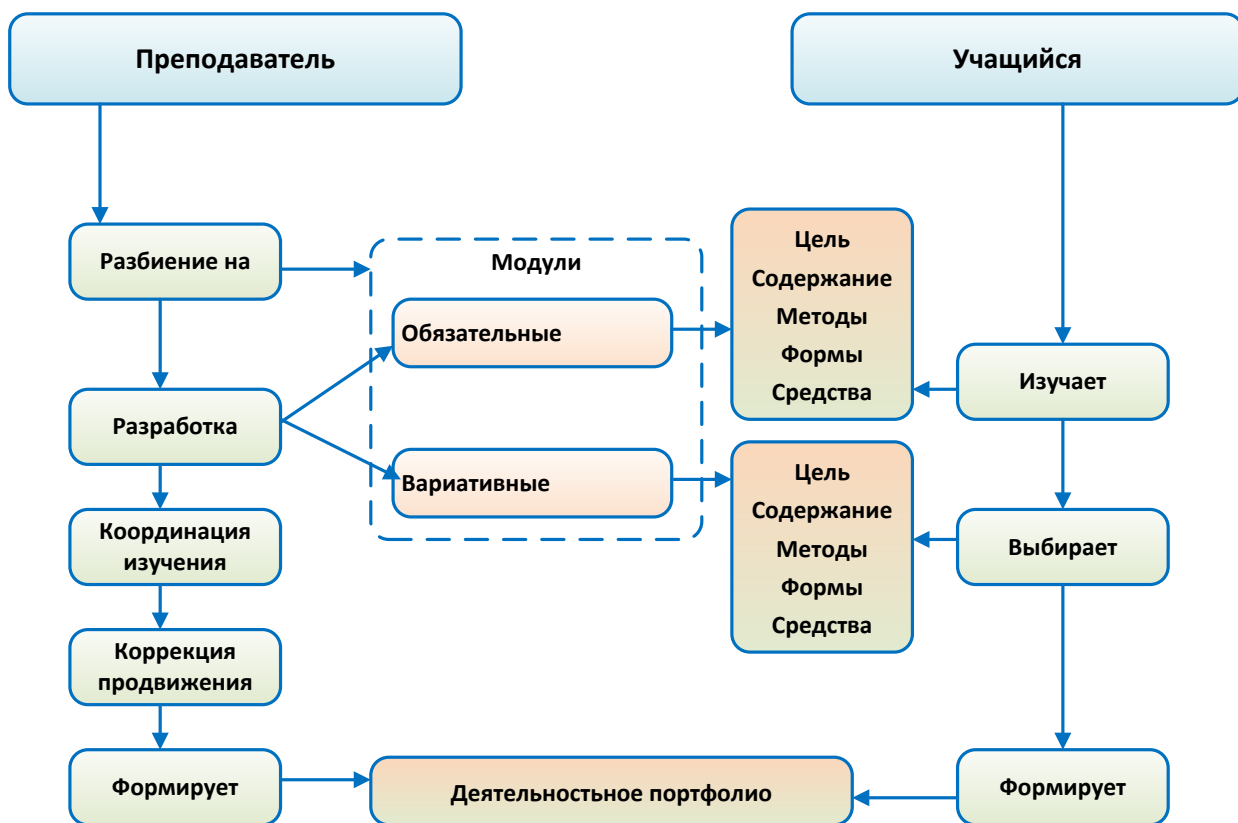 Преподаватель
Учащийся
Разбиение на
Модули
Обязательные
Цель
Содержание
Методы
Формы
Средства
Изучает
Разработка
Вариативные
Цель
Содержание
Методы
Формы
Средства
Выбирает
Координация
изучения
Коррекция
продвижения
Формирует
Деятельностьное портфолио
Формирует